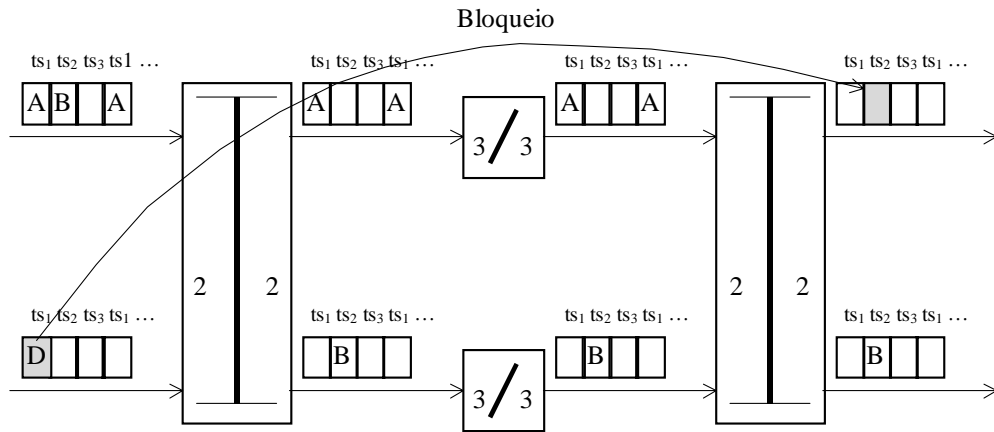 Bloqueio
ts₁ ts₂ ts₃ ts1 …
ts₁ ts₂ ts₃ ts₁ …
ts₁ ts₂ ts₃ ts₁ …
ts₁ ts₂ ts₃ ts₁ …
A B A
A A
A A
3 3
2 2
2 2
ts₁ ts₂ ts₃ ts₁ …
ts₁ ts₂ ts₃ ts₁ …
ts₁ ts₂ ts₃ ts₁ …
ts₁ ts₂ ts₃ ts₁ …
D
B
B
B
3 3